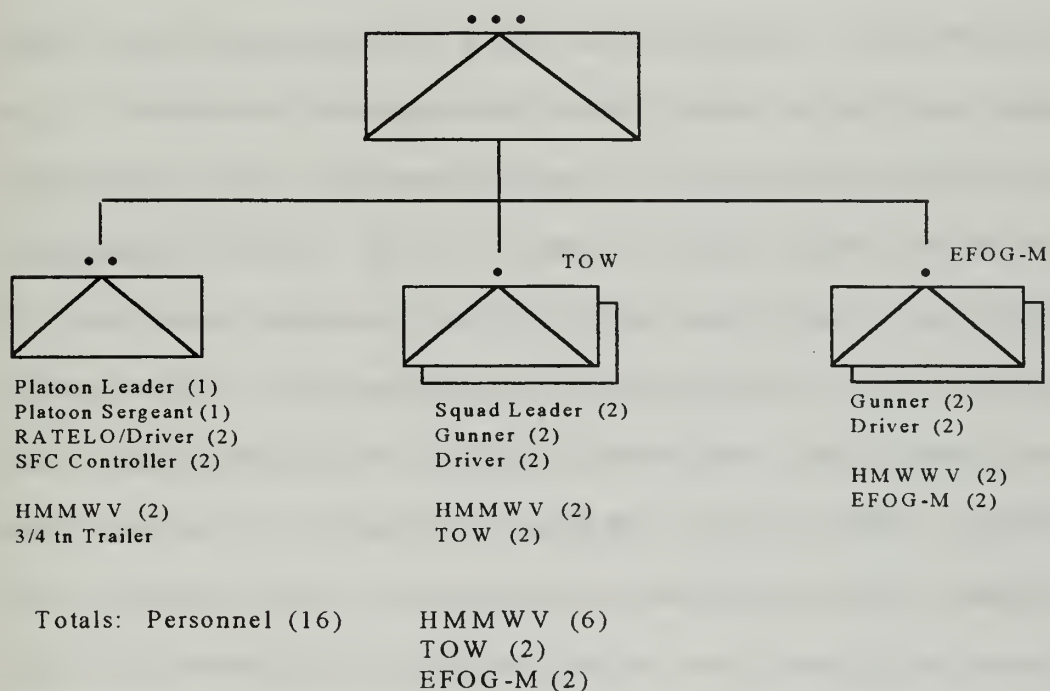 TOW
EFOG-M
Platoon Leader (1)
Platoon Sergeant (1)
RATELO/Driver (2)
SFC Controller (2)
HMMWV (2)
3/4 tn Trailer
Squad Leader (2)
Gunner (2)
Driver (2)
HMMWV (2)
TOW (2)
Gunner (2)
Driver (2)
HMWWV (2)
EFOG-M (2)
Totals: Personnel (16) HMMWV (6)
TOW (2)
EFOG-M (2)